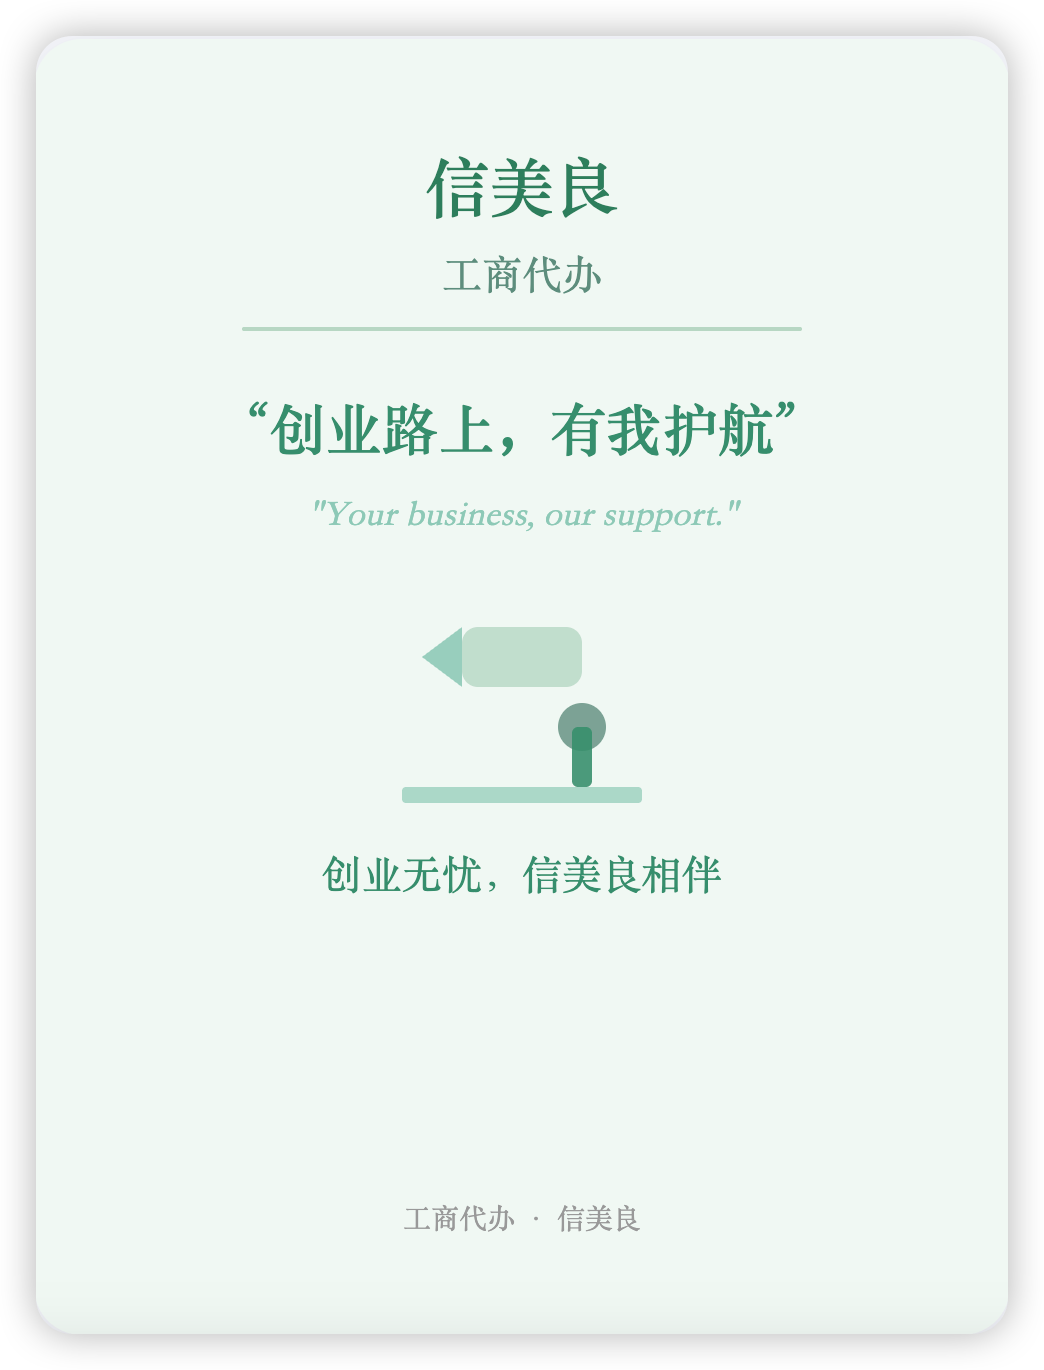 信美良
工商代办
“创业路上，有我护航”
"Your business, our support."
创业无忧，信美良相伴
工商代办 · 信美良